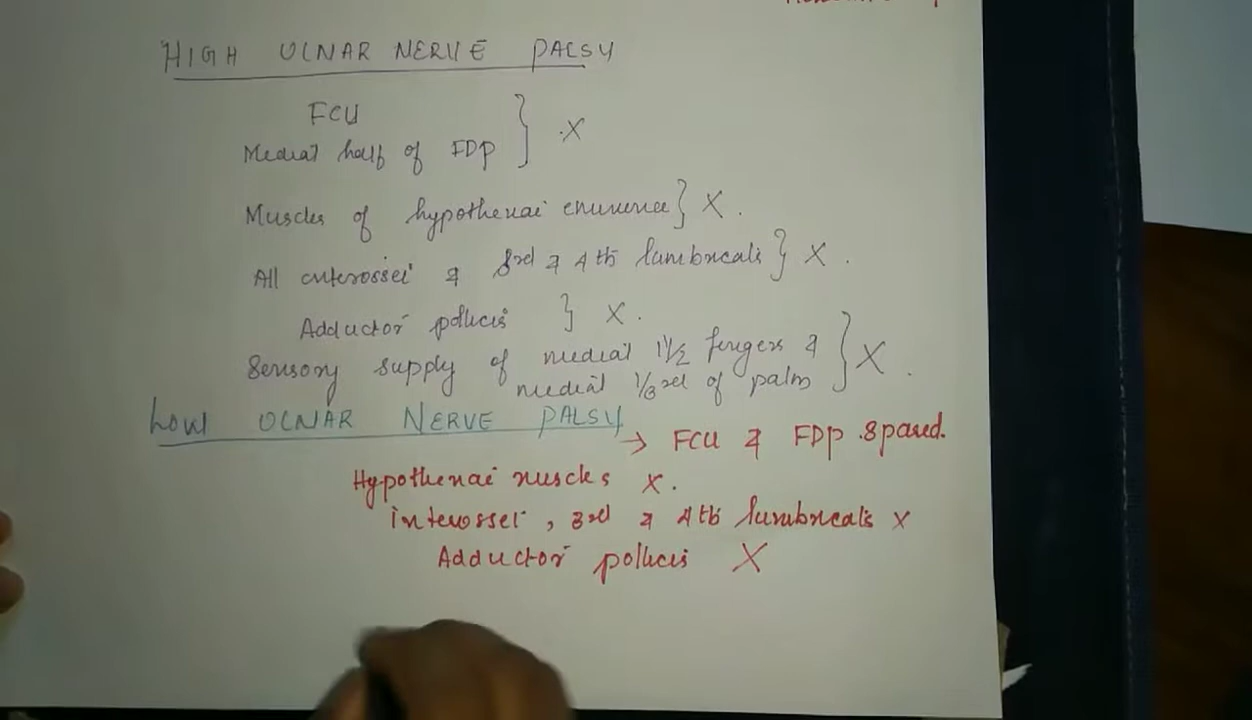 HIGH ULNAR NERVE PALSY
FCU
Medial half of FDP } X
Muscles of hypothenar eminence } X.
All interossei & 3rd & 4th lumbricals } X.
Adductor pollicis } X.
Sensory supply of medial 1 1/2 fingers &
medial 1/3rd of palm } X.
Low ULNAR NERVE PALSY
→ FCU & FDP spared.
Hypothenar muscles X.
interossei, 3rd & 4th lumbricals X
Adductor pollicis X